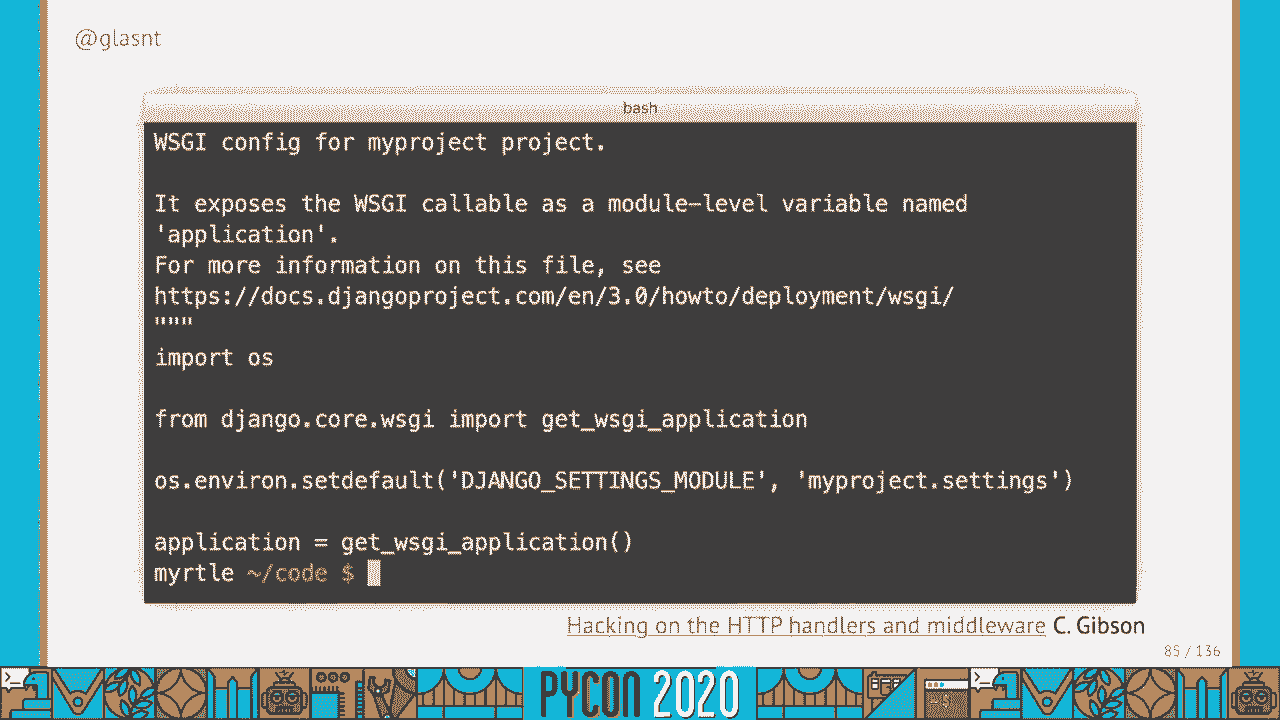 @glasnt
bash
WSGI config for myproject project.
It exposes the WSGI callable as a module-level variable named
'application'.
For more information on this file, see
https://docs.djangoproject.com/en/3.0/howto/deployment/wsgi/
"""
import os
from django.core.wsgi import get_wsgi_application
os.environ.setdefault('DJANGO_SETTINGS_MODULE', 'myproject.settings')
application = get_wsgi_application()
myrtle ~/code $
Hacking on the HTTP handlers and middleware C. Gibson
85 / 136
PYCON 2020